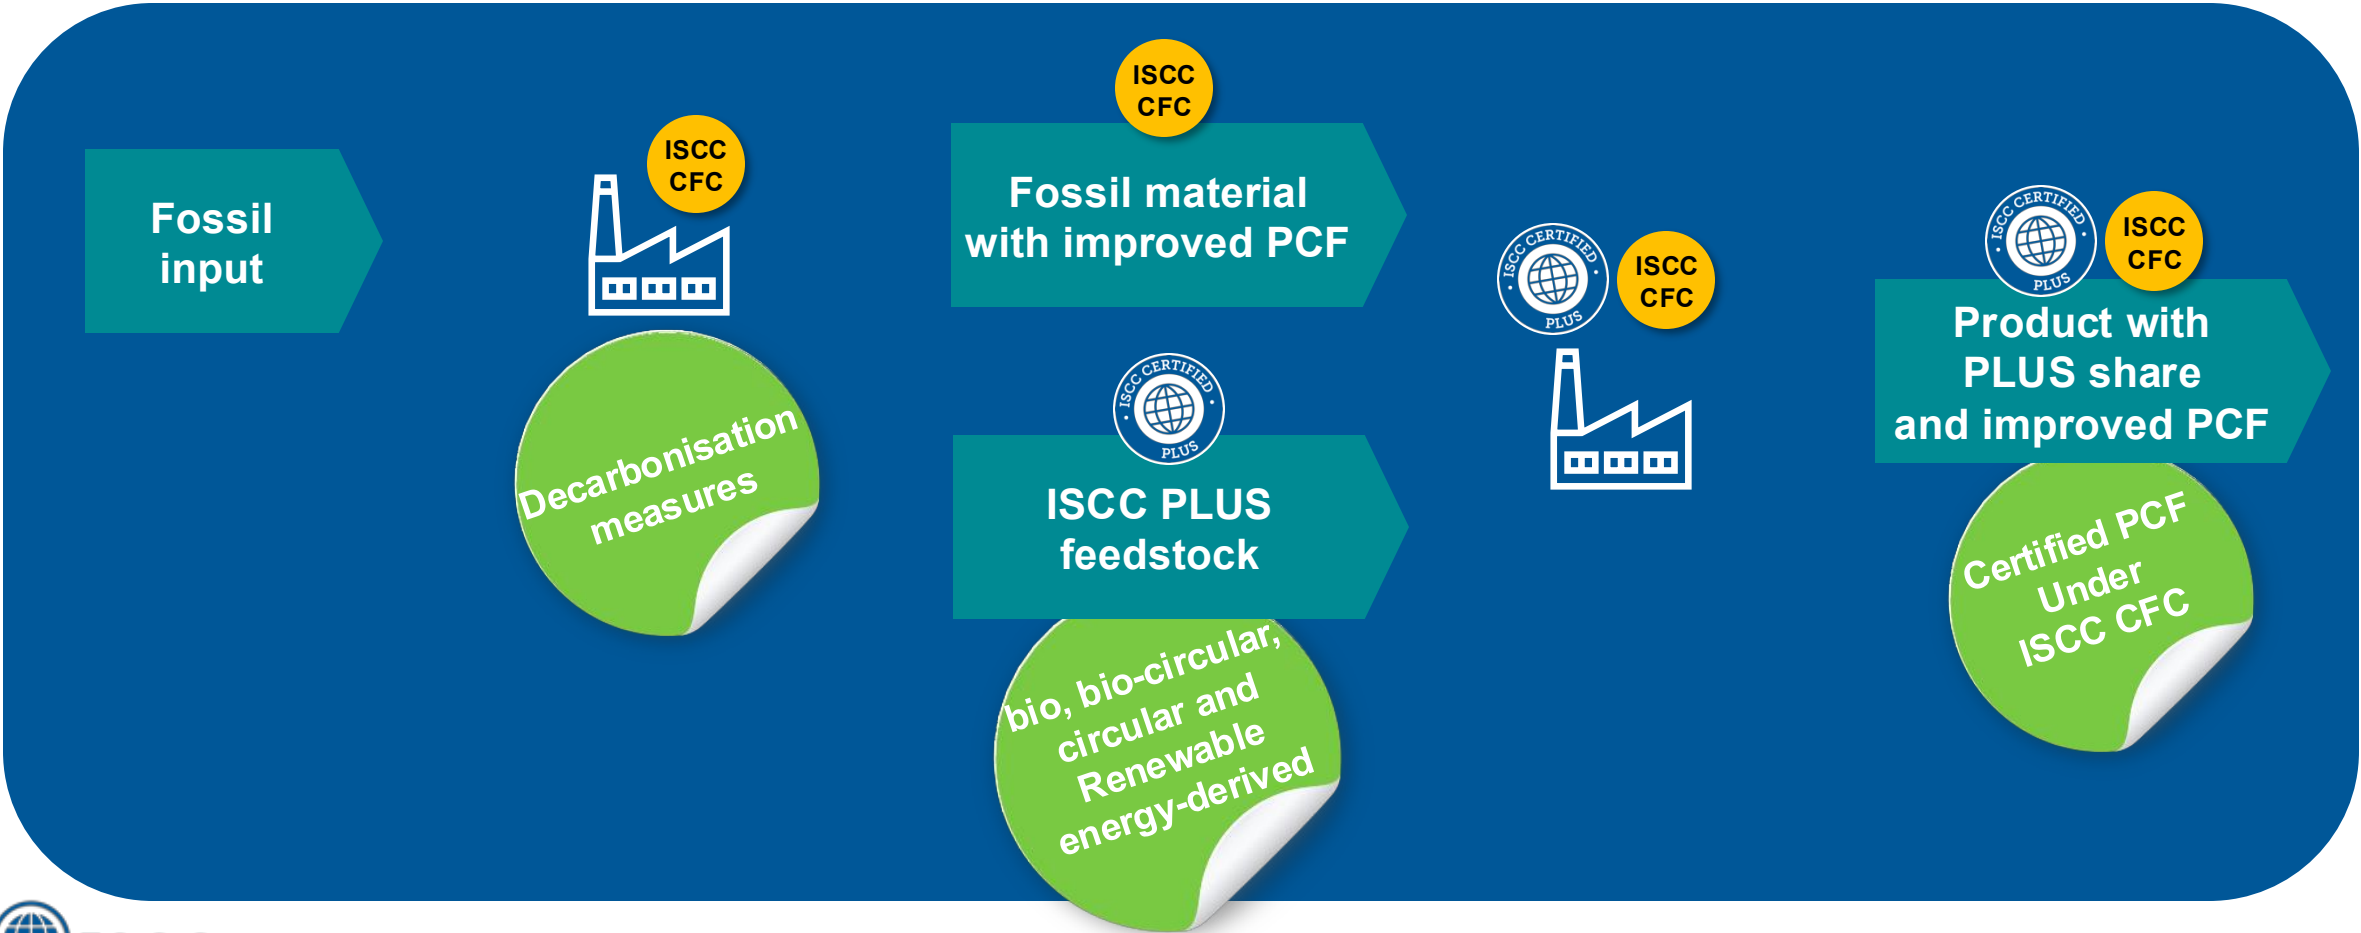 Fossil
input
ISCC
CFC
Decarbonisation
measures
ISCC
CFC
Fossil material
with improved PCF
ISCC CERTIFIED
PLUS
ISCC PLUS
feedstock
bio, bio-circular,
circular and
Renewable
energy-derived
ISCC CERTIFIED
PLUS
ISCC
CFC
ISCC CERTIFIED
PLUS
ISCC
CFC
Product with
PLUS share
and improved PCF
Certified PCF
Under
ISCC CFC